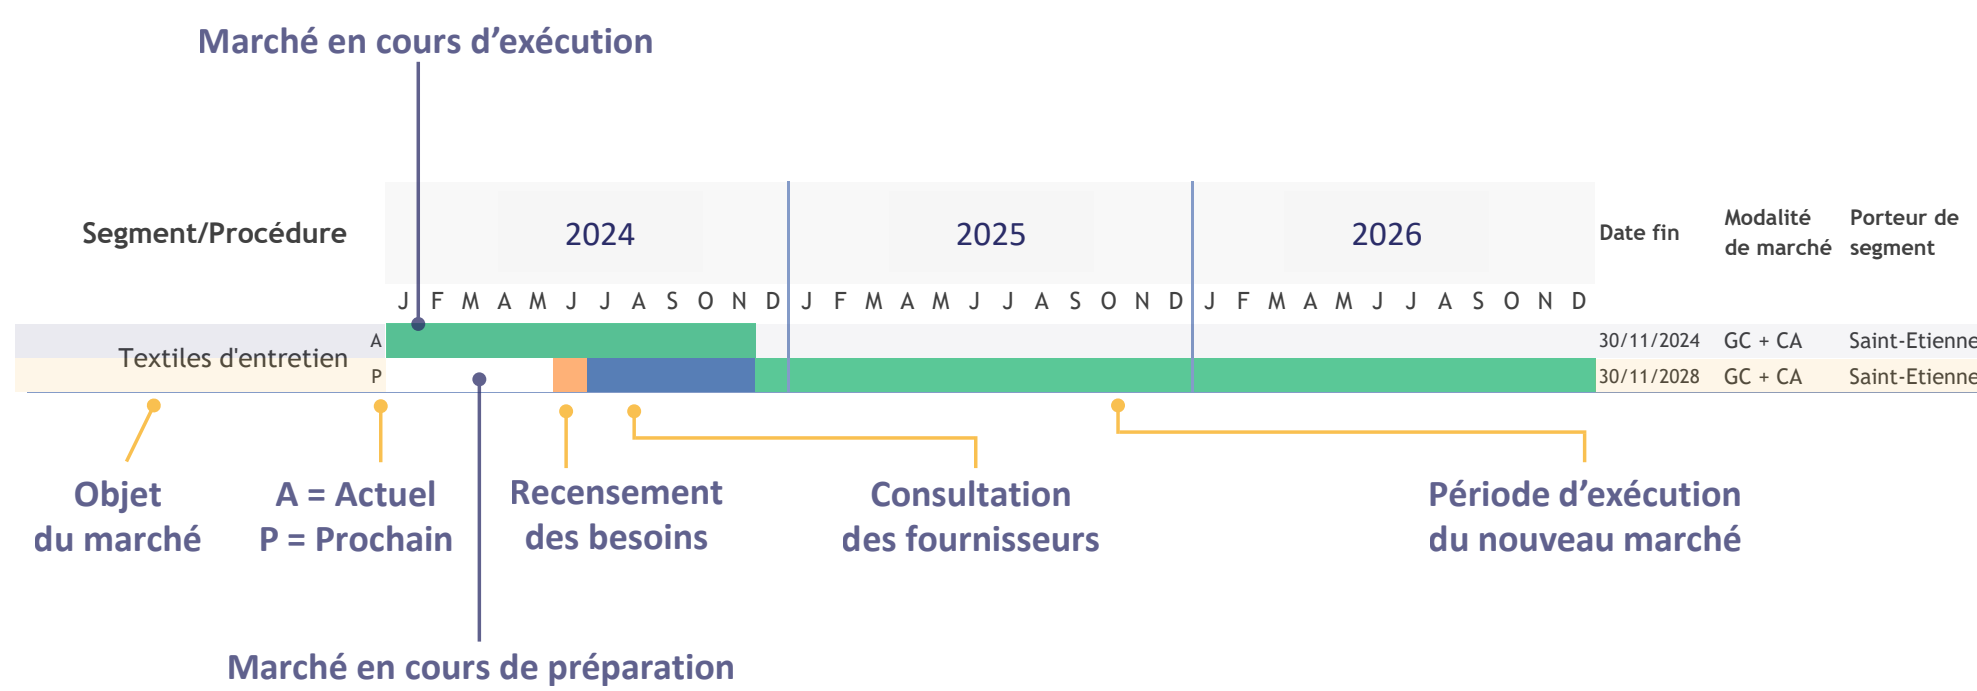 Marché en cours d’exécution
Segment/Procédure
2024
2025
2026
Date fin
Modalité
de marché
Porteur de
segment
J F M A M J J A S O N D J F M A M J J A S O N D J F M A M J J A S O N D
Textiles d'entretien
A
30/11/2024 GC + CA Saint-Etienne
P
30/11/2028 GC + CA Saint-Etienne
Objet
du marché
A = Actuel
P = Prochain
Recensement
des besoins
Consultation
des fournisseurs
Période d’exécution
du nouveau marché
Marché en cours de préparation